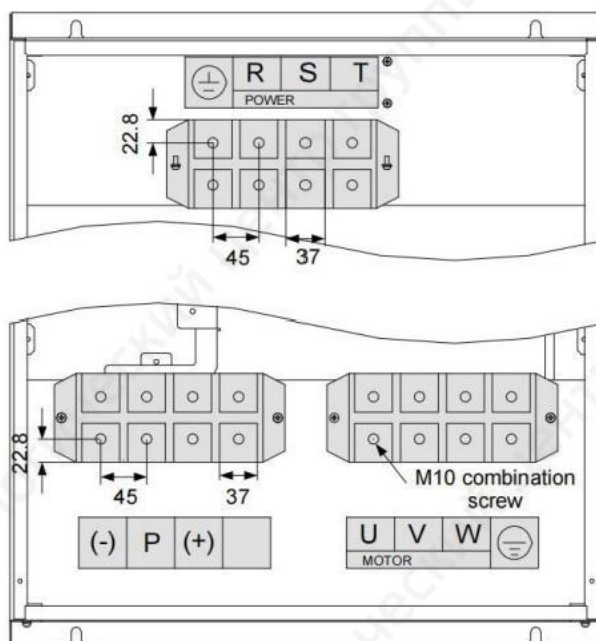 R S T
POWER
22.8
45 37
22.8
45 37
M10 combination
screw
(-) P (+)
U V W
MOTOR